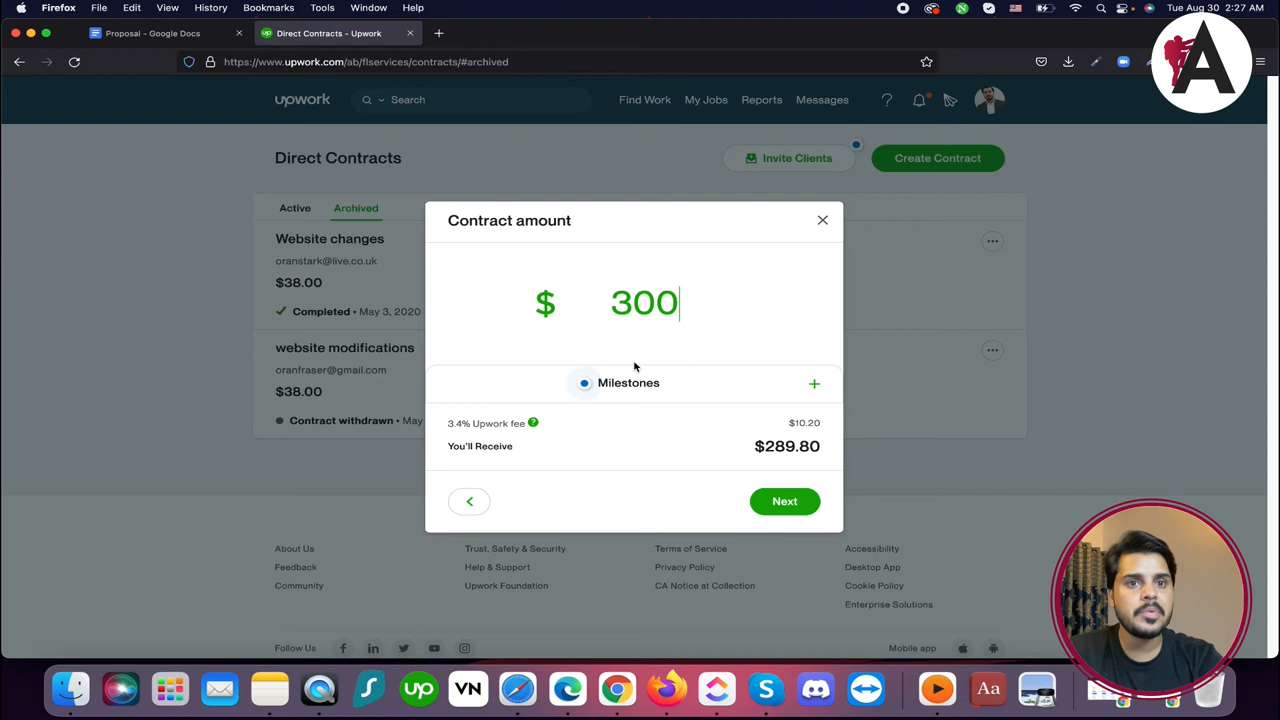 Firefox File Edit View History Bookmarks Tools Window Help
Tue Aug 30 2:27 AM
Proposal – Google Docs
Direct Contracts – Upwork
https://www.upwork.com/ab/flservices/contracts/#archived
A
upwork
Search
Find Work My Jobs Reports Messages ?
Direct Contracts
Invite Clients
Create Contract
Active Archived
Website changes
oranstark@live.co.uk
$38.00
Completed • May 3, 2020
website modifications
oranfraser@gmail.com
$38.00
Contract withdrawn • May
Contract amount
$ 300
Milestones
3.4% Upwork fee ?
$10.20
You'll Receive
$289.80
Next
About Us
Feedback
Community
Trust, Safety & Security
Help & Support
Upwork Foundation
Terms of Service
Privacy Policy
CA Notice at Collection
Accessibility
Desktop App
Cookie Policy
Enterprise Solutions
Follow Us
Mobile app
up
VN
Aa